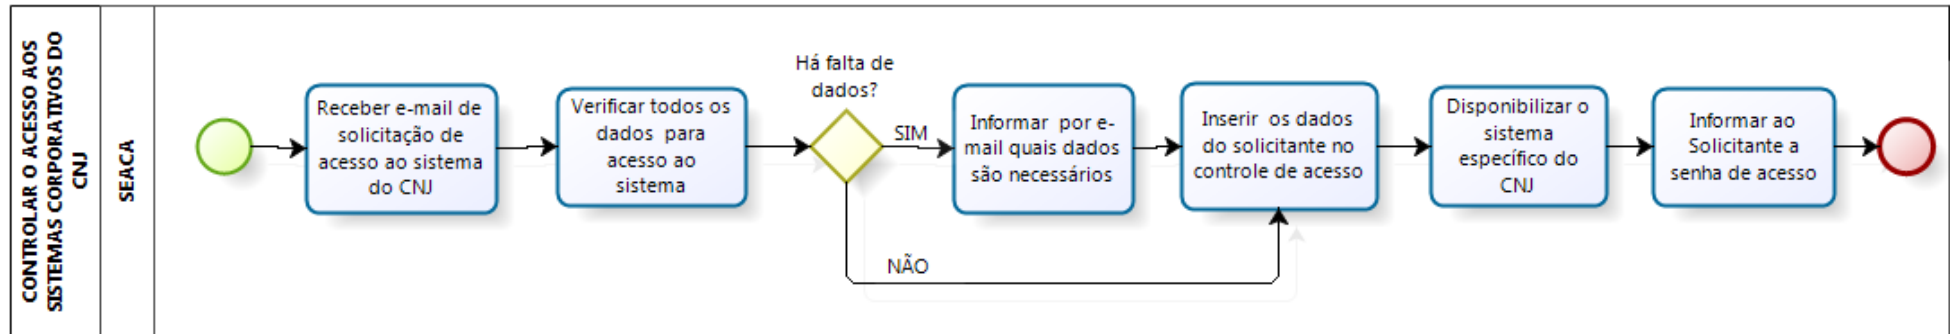 CONTROLAR O ACESSO AOS
SISTEMAS CORPORATIVOS DO
CNJ
SEACA
Receber e-mail de
solicitação de
acesso ao sistema
do CNJ
Verificar todos os
dados para
acesso ao
sistema
Há falta de
dados?
SIM
NÃO
Informar por e-
mail quais dados
são necessários
Inserir os dados
do solicitante no
controle de acesso
Disponibilizar o
sistema
específico do
CNJ
Informar ao
Solicitante a
senha de acesso